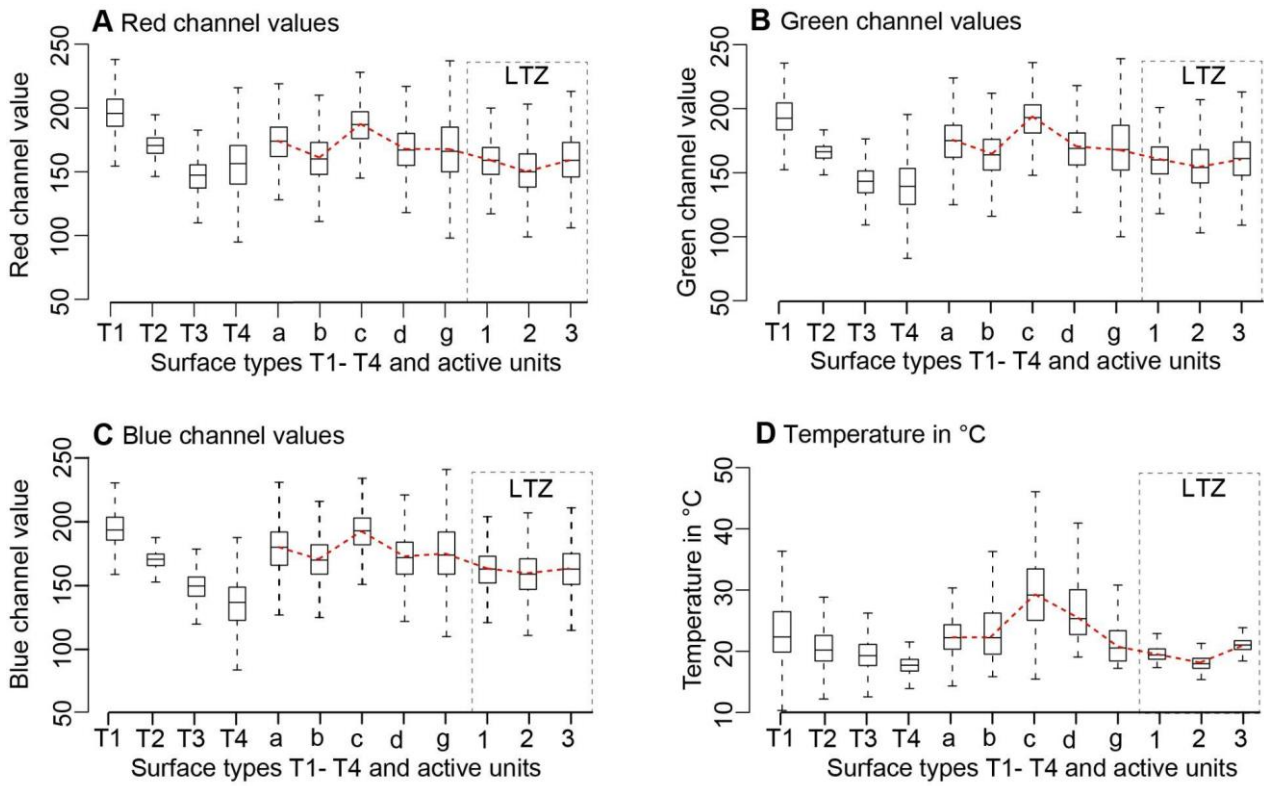 A Red channel values
250
200
150
100
50
Red channel value
LTZ
T1 T2 T3 T4 a b c d g 1 2 3
Surface types T1- T4 and active units
B Green channel values
250
200
150
100
50
Green channel value
LTZ
T1 T2 T3 T4 a b c d g 1 2 3
Surface types T1- T4 and active units
C Blue channel values
250
200
150
100
50
Blue channel value
LTZ
T1 T2 T3 T4 a b c d g 1 2 3
Surface types T1- T4 and active units
D Temperature in °C
50
40
30
20
10
Temperature in °C
LTZ
T1 T2 T3 T4 a b c d g 1 2 3
Surface types T1- T4 and active units